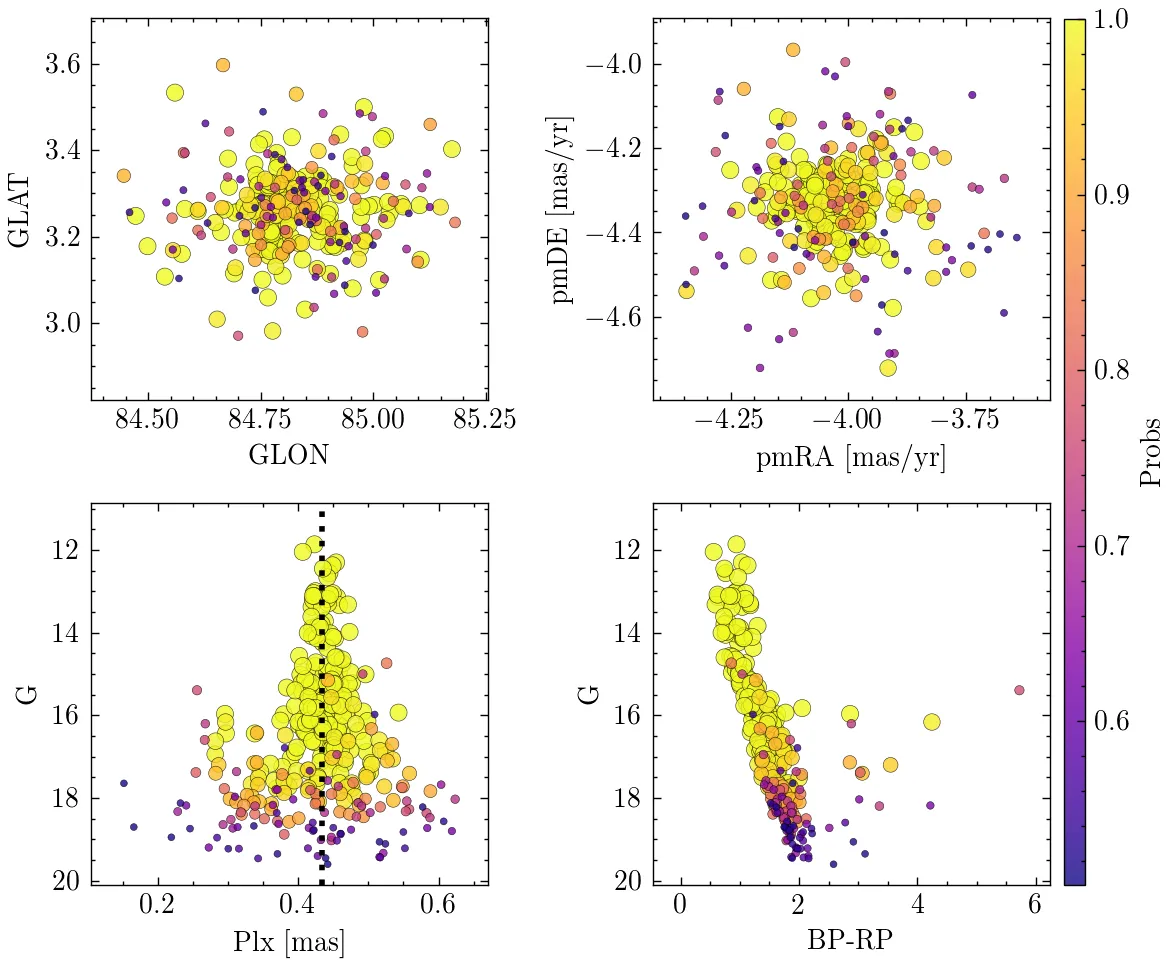 3.6
3.4
3.2
3.0
GLAT
84.50 84.75 85.00 85.25
GLON
−4.0
−4.2
−4.4
−4.6
pmDE [mas/yr]
−4.25 −4.00 −3.75
pmRA [mas/yr]
1.0
0.9
0.8
0.7
0.6
Probs
12
14
16
18
20
G
0.2 0.4 0.6
Plx [mas]
12
14
16
18
20
G
0 2 4 6
BP-RP